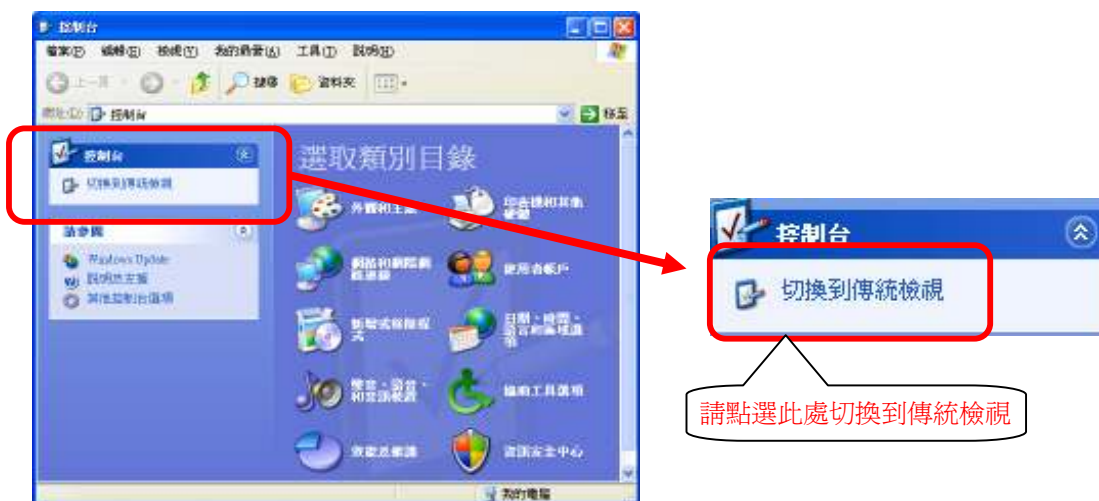 控制台
檔案(F) 編輯(E) 檢視(V) 我的最愛(A) 工具(T) 說明(H)
上一頁 搜尋 資料夾
網址(D) 控制台 移至
控制台
切換到傳統檢視
請參閱
Windows Update
說明及支援
其他控制台選項
選取類別目錄
外觀和主題
印表機和其他
硬體
網路和網際網
路連線
使用者帳戶
新增或移除程
式
日期、時間、
語言和區域選
項
聲音、語音、
和音訊裝置
協助工具選項
效能及維護
資訊安全中心
我的電腦
控制台
切換到傳統檢視
請點選此處切換到傳統檢視